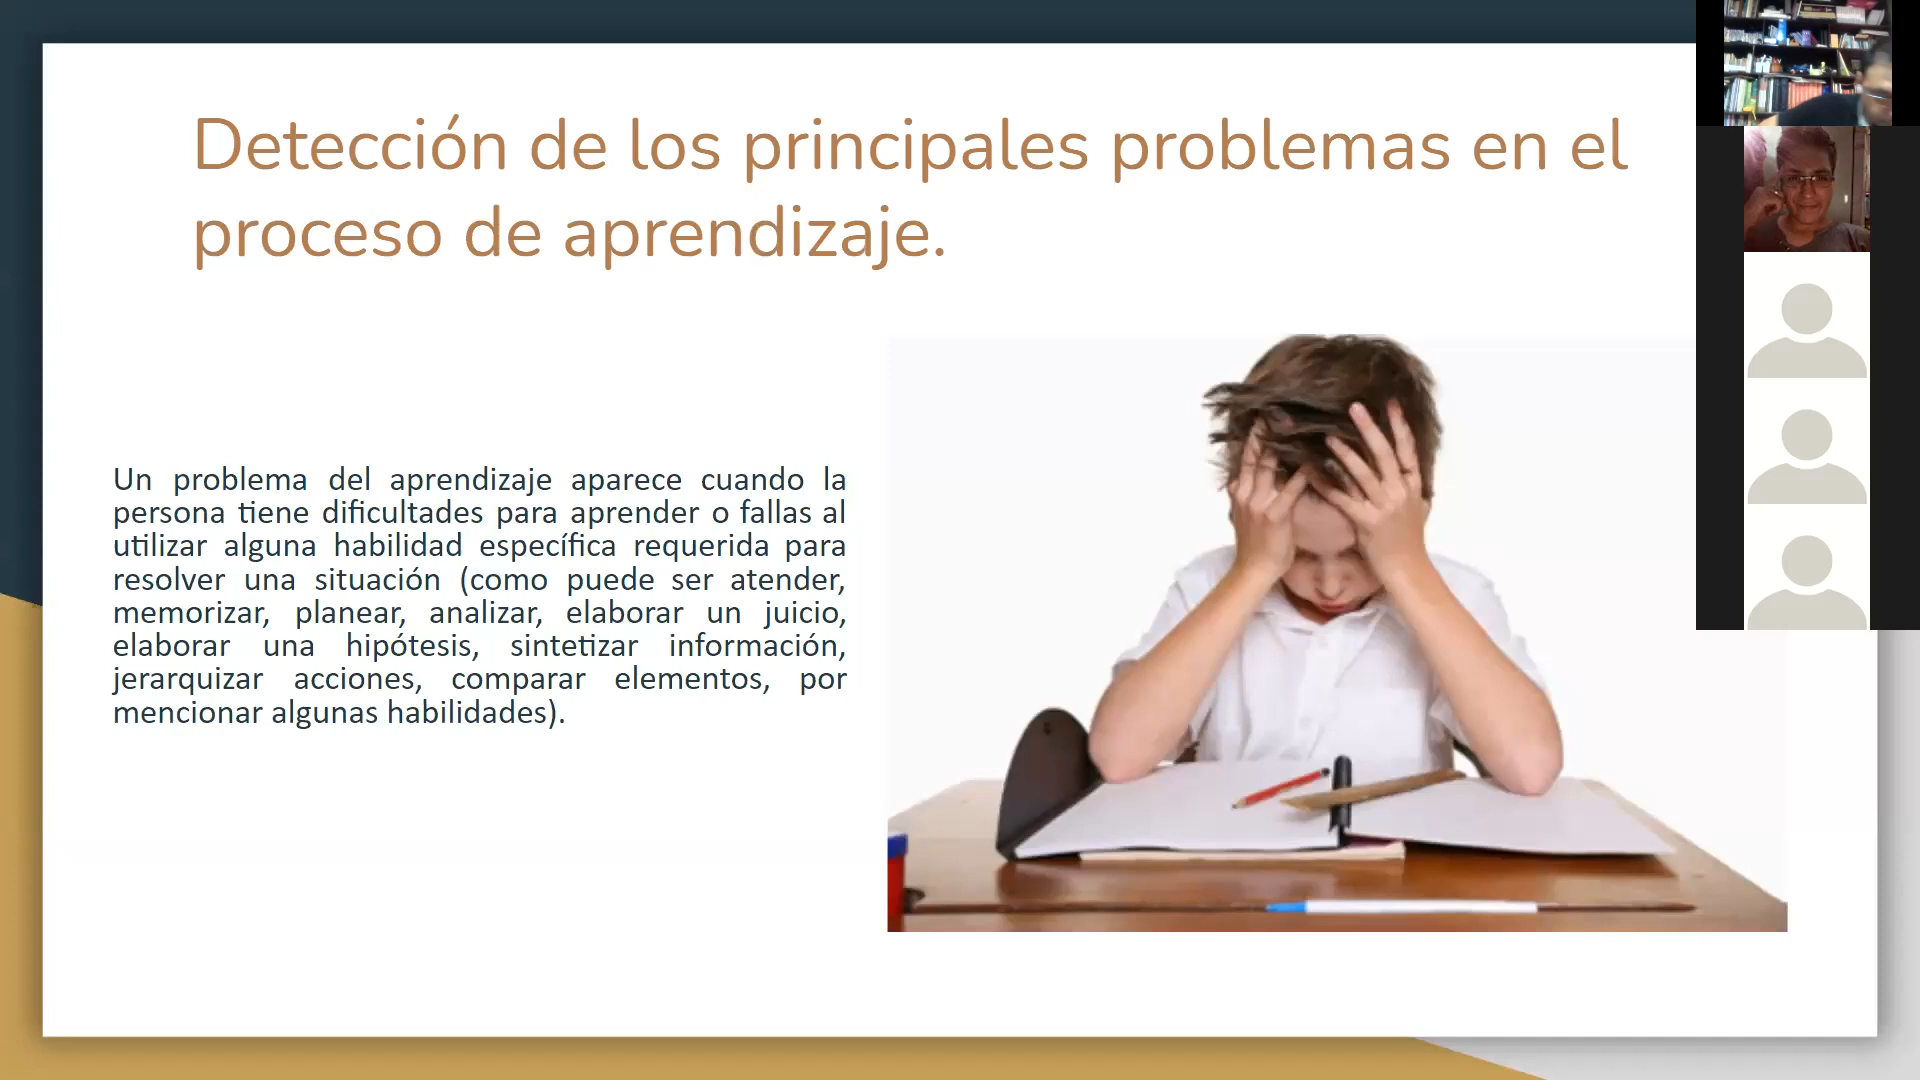 Detección de los principales problemas en el
proceso de aprendizaje.
Un problema del aprendizaje aparece cuando la
persona tiene dificultades para aprender o fallas al
utilizar alguna habilidad específica requerida para
resolver una situación (como puede ser atender,
memorizar, planear, analizar, elaborar un juicio,
elaborar una hipótesis, sintetizar información,
jerarquizar acciones, comparar elementos, por
mencionar algunas habilidades).